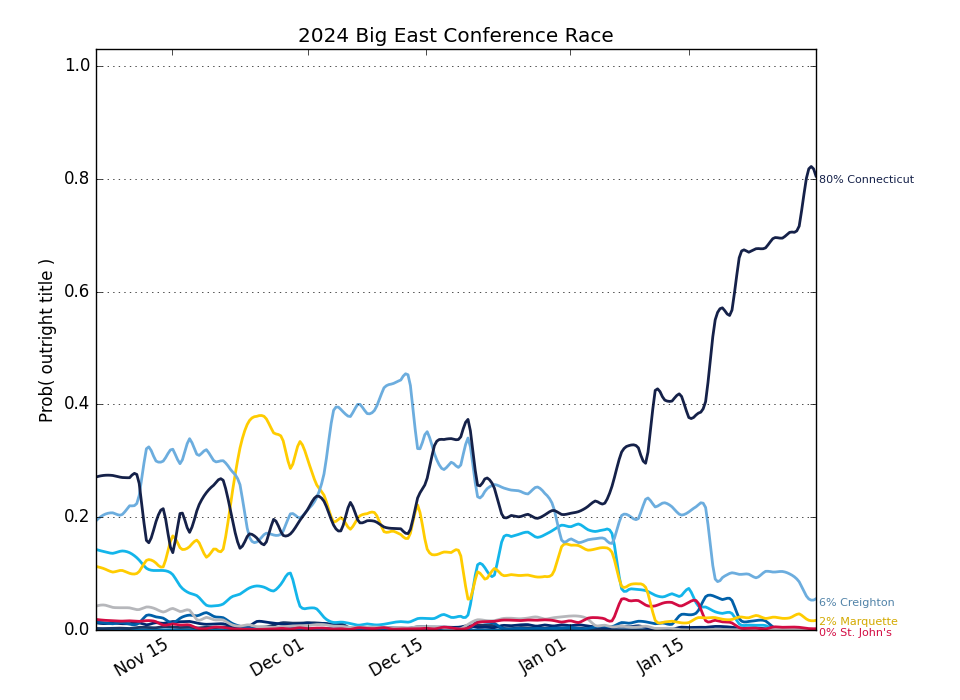 2024 Big East Conference Race
Prob( outright title )
1.0
0.8
0.6
0.4
0.2
0.0
Nov 15
Dec 01
Dec 15
Jan 01
Jan 15
80% Connecticut
6% Creighton
2% Marquette
0% St. John's